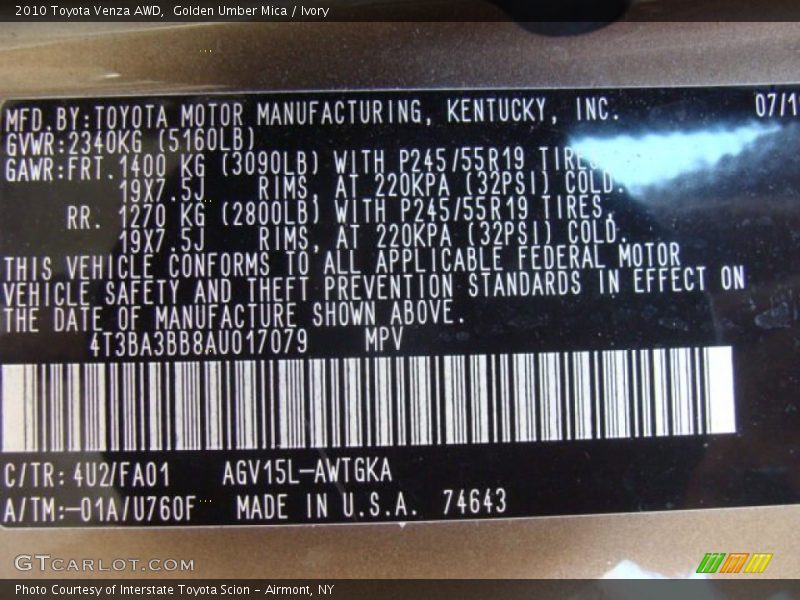 2010 Toyota Venza AWD,  Golden Umber Mica / Ivory
MFD.BY:TOYOTA MOTOR MANUFACTURING, KENTUCKY, INC. 07/1
GVWR:2340KG (5160LB)
GAWR:FRT.1400 KG (3090LB) WITH P245/55R19 TIRES,
19X7.5J RIMS, AT 220KPA (32PSI) COLD.
RR. 1270 KG (2800LB) WITH P245/55R19 TIRES,
19X7.5J RIMS, AT 220KPA (32PSI) COLD.
THIS VEHICLE CONFORMS TO ALL APPLICABLE FEDERAL MOTOR
VEHICLE SAFETY AND THEFT PREVENTION STANDARDS IN EFFECT ON
THE DATE OF MANUFACTURE SHOWN ABOVE.
4T3BA3BB8AU017079 MPV
C/TR: 4U2/FA01 AGV15L-AWTGKA
A/TM:-01A/U760F MADE IN U.S.A. 74643
GTCARLOT.COM
Photo Courtesy of Interstate Toyota Scion - Airmont, NY